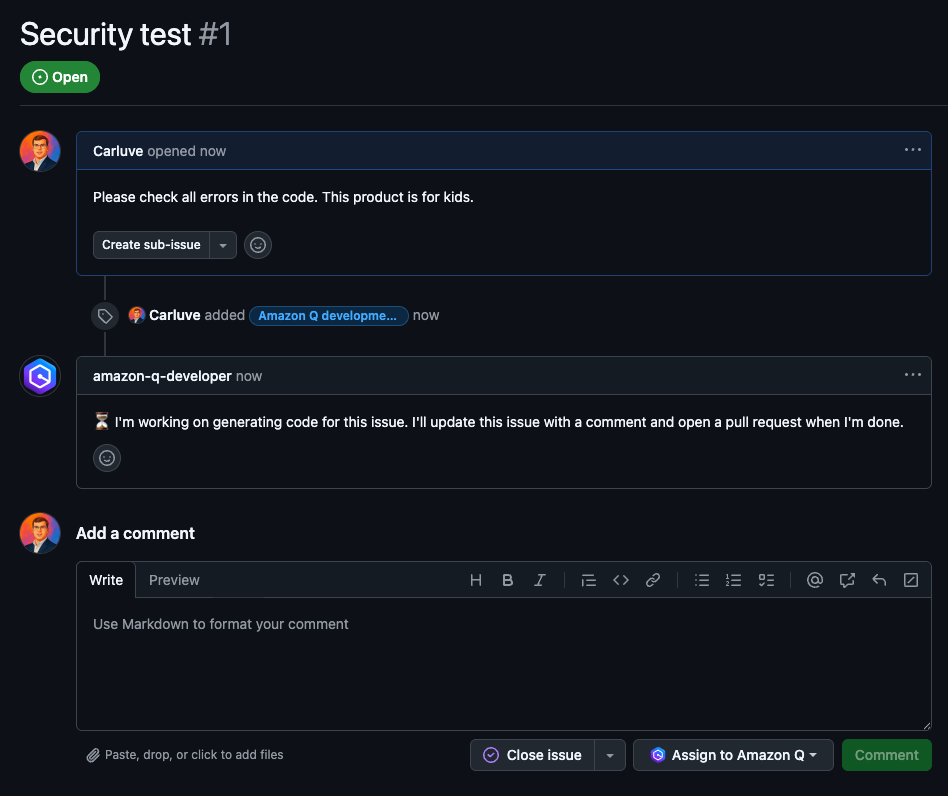 Security test #1
Open
Carluve opened now
Please check all errors in the code. This product is for kids.
Create sub-issue
Carluve added Amazon Q developme... now
amazon-q-developer now
⏳ I'm working on generating code for this issue. I'll update this issue with a comment and open a pull request when I'm done.
Add a comment
Write Preview
Use Markdown to format your comment
Paste, drop, or click to add files
Close issue
Assign to Amazon Q
Comment